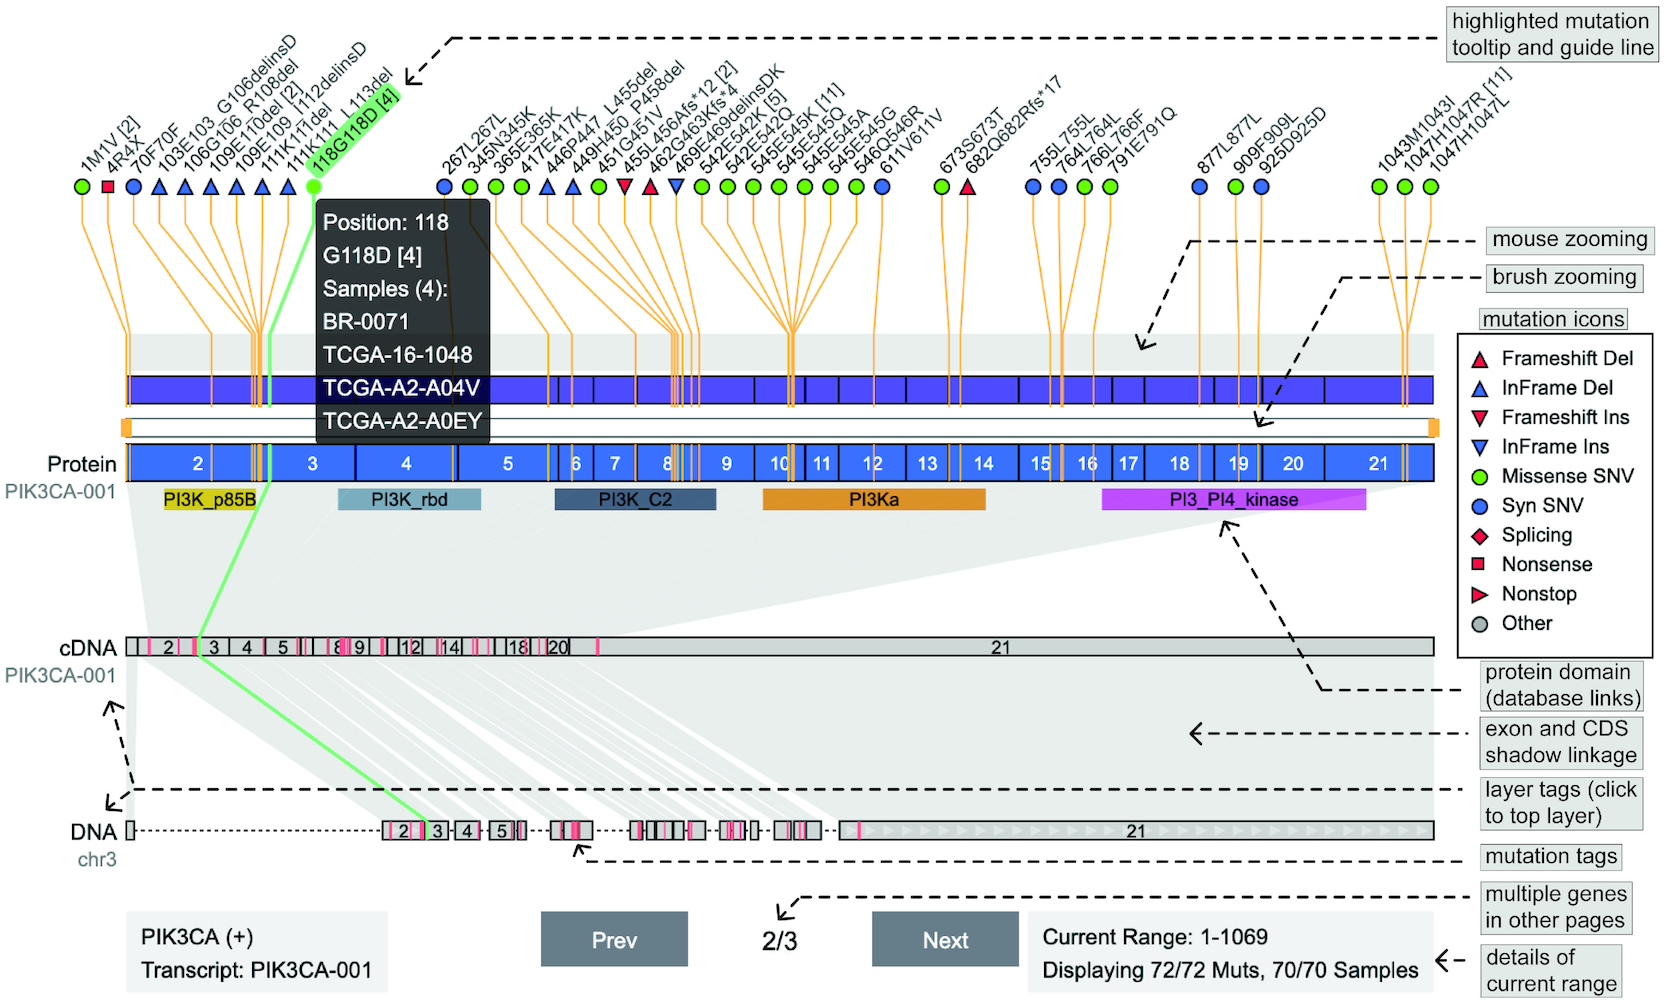 highlighted mutation
tooltip and guide line
1M1V [2]
4R4X
70F70F
103E103_G106delinsD
106G106_R108del
109E110del [2]
109E109_I112delinsD
111K111del
111K111_L113del
118G118D [4]
267L267L
345N345K
365E365K
417E417K
446P447_L455del
449H450_P458del
451G451V
455L456Afs*12 [2]
462G463Kfs*4
469E469delinsDK
542E542K [5]
542E542Q
545E545K [11]
545E545Q
545E545A
545E545G
546Q546R
611V611V
673S673T
682Q682Rfs*17
755L755L
764L764L
766L766F
791E791Q
877L877L
909F909L
925D925D
1043M1043I
1047H1047R [11]
1047H1047L
Position: 118
G118D [4]
Samples (4):
BR-0071
TCGA-16-1048
TCGA-A2-A04V
TCGA-A2-A0EY
mouse zooming
brush zooming
mutation icons
Frameshift Del
InFrame Del
Frameshift Ins
InFrame Ins
Missense SNV
Syn SNV
Splicing
Nonsense
Nonstop
Other
Protein
PIK3CA-001
2 3 4 5 6 7 8 9 10 11 12 13 14 15 16 17 18 19 20 21
PI3K_p85B PI3K_rbd PI3K_C2 PI3Ka PI3_PI4_kinase
cDNA
PIK3CA-001
2 3 4 5 8 9 12 14 18 20 21
protein domain
(database links)
exon and CDS
shadow linkage
layer tags (click
to top layer)
DNA
chr3
2 3 4 5 21
mutation tags
multiple genes
in other pages
PIK3CA (+)
Transcript: PIK3CA-001
Prev
2/3
Next
Current Range: 1-1069
Displaying 72/72 Muts, 70/70 Samples
details of
current range